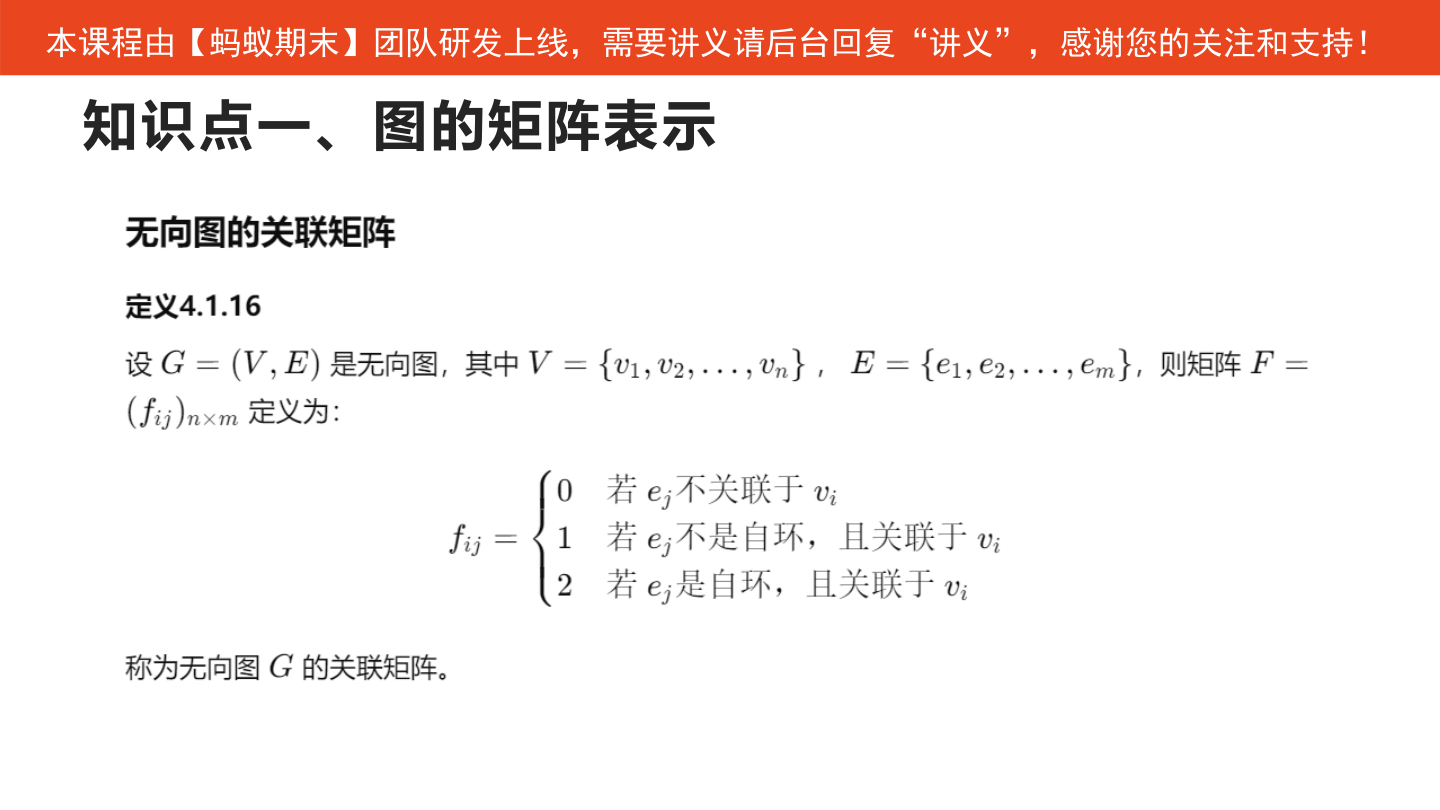 本课程由【蚂蚁期末】团队研发上线，需要讲义请后台回复“讲义”，感谢您的关注和支持！
知识点一、图的矩阵表示
无向图的关联矩阵
定义4.1.16
设 G = (V, E) 是无向图，其中 V = {v₁, v₂, . . . , vₙ}， E = {e₁, e₂, . . . , eₘ}，则矩阵 F =
(fᵢⱼ)ₙ×ₘ 定义为：
0 若 eⱼ不关联于 vᵢ
fᵢⱼ = { 1 若 eⱼ不是自环，且关联于 vᵢ
2 若 eⱼ是自环，且关联于 vᵢ
称为无向图 G 的关联矩阵。